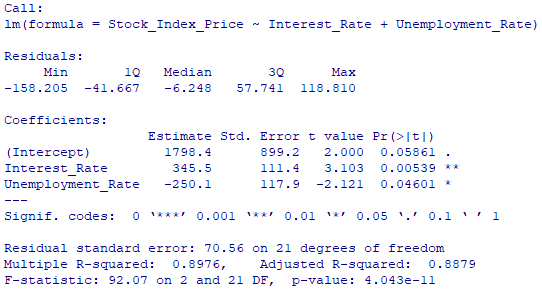 Call:
lm(formula = Stock_Index_Price ~ Interest_Rate + Unemployment_Rate)
Residuals:
     Min       1Q   Median       3Q      Max
-158.205  -41.667   -6.248   57.741  118.810
Coefficients:
                  Estimate Std. Error t value Pr(>|t|)
(Intercept)         1798.4      899.2   2.000  0.05861 .
Interest_Rate        345.5      111.4   3.103  0.00539 **
Unemployment_Rate   -250.1      117.9  -2.121  0.04601 *
---
Signif. codes:  0 ‘***’ 0.001 ‘**’ 0.01 ‘*’ 0.05 ‘.’ 0.1 ‘ ’ 1
Residual standard error: 70.56 on 21 degrees of freedom
Multiple R-squared:  0.8976,    Adjusted R-squared:  0.8879
F-statistic: 92.07 on 2 and 21 DF,  p-value: 4.043e-11